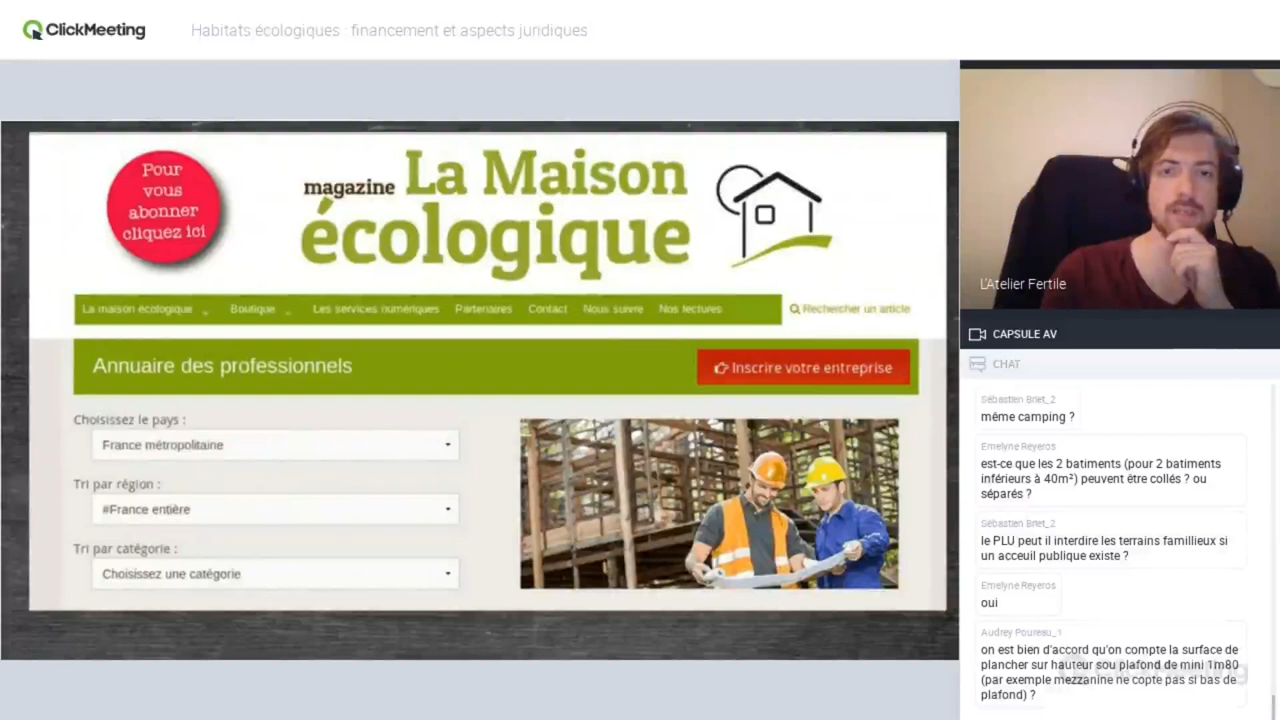 ClickMeeting
Habitats écologiques : financement et aspects juridiques
Pour
vous
abonner
cliquez ici
magazine La Maison
écologique
La maison écologique
Boutique
Les services numériques
Partenaires
Contact
Nous suivre
Nos lectures
Rechercher un article
Annuaire des professionnels
Inscrire votre entreprise
Choisissez le pays :
France métropolitaine
Tri par région :
#France entière
Tri par catégorie :
Choisissez une catégorie
L'Atelier Fertile
CAPSULE AV
CHAT
Sébastien Briet_2
même camping ?
Emelyne Reyeros
est-ce que les 2 batiments (pour 2 batiments
inférieurs à 40m²) peuvent être collés ? ou
séparés ?
Sébastien Briet_2
le PLU peut il interdire les terrains famillieux si
un acceuil publique existe ?
Emelyne Reyeros
oui
Audrey Poureau_1
on est bien d'accord qu'on compte la surface de
plancher sur hauteur sou plafond de mini 1m80
(par exemple mezzanine ne copte pas si bas de
plafond) ?
ClickMeeting